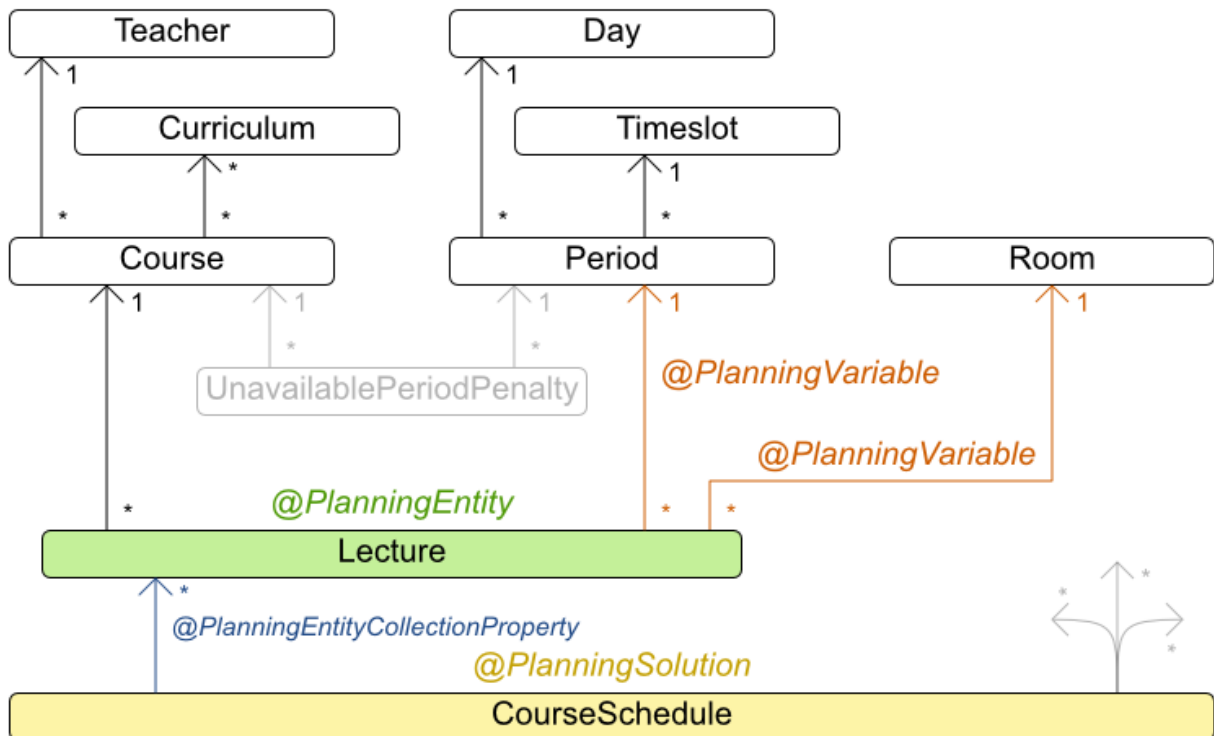 Teacher
Day
1
1
Curriculum
Timeslot
*
1
*
*
*
*
Course
Period
Room
1
1
1
1
1
*
*
@PlanningVariable
UnavailablePeriodPenalty
@PlanningVariable
@PlanningEntity
*
*
*
Lecture
*
*
*
@PlanningEntityCollectionProperty
*
@PlanningSolution
CourseSchedule